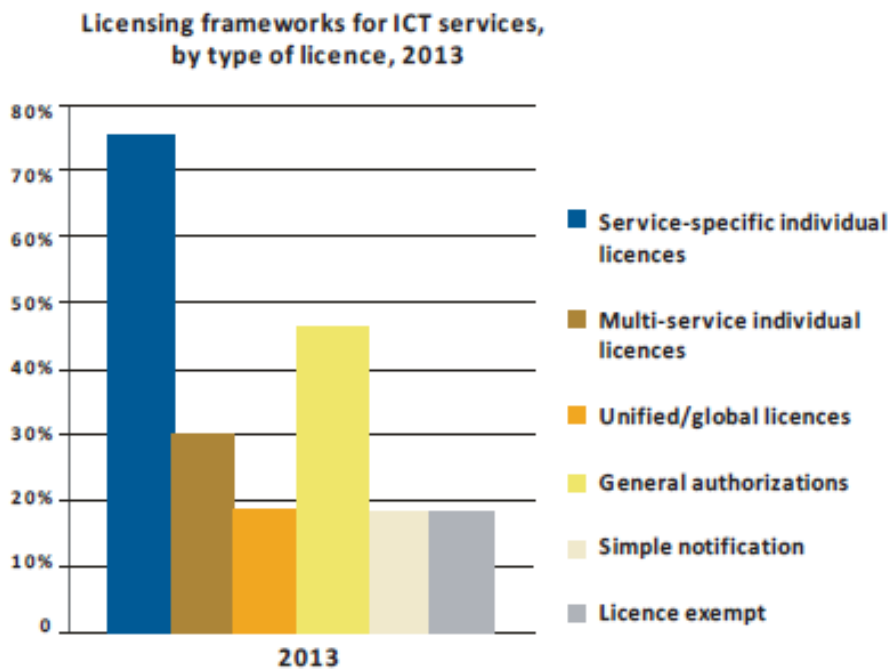 Licensing frameworks for ICT services,
by type of licence, 2013
80%
70%
60%
50%
40%
30%
20%
10%
0
2013
Service-specific individual
licences
Multi-service individual
licences
Unified/global licences
General authorizations
Simple notification
Licence exempt